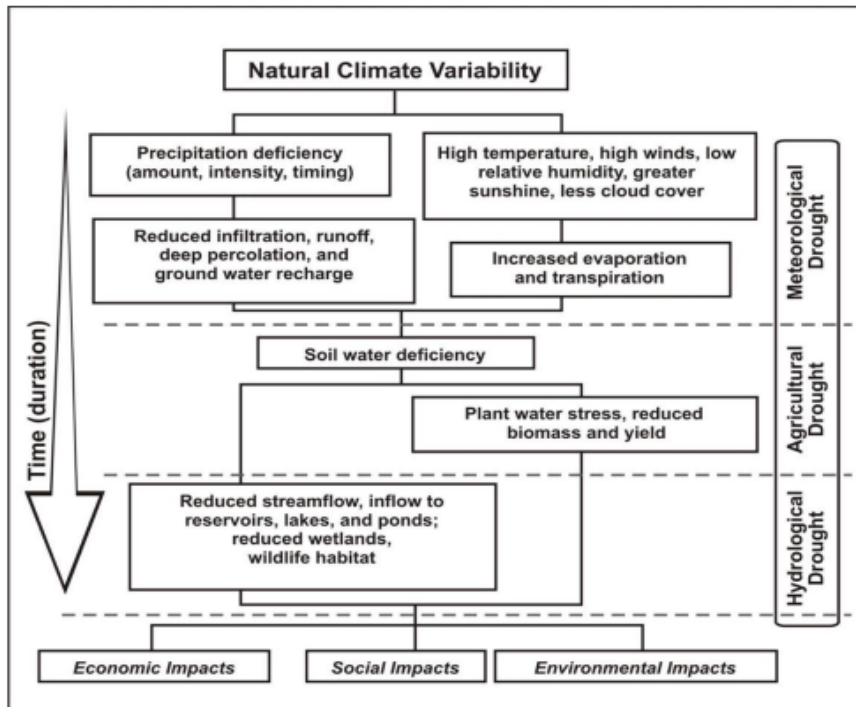 Natural Climate Variability
Precipitation deficiency
(amount, intensity, timing)
High temperature, high winds, low
relative humidity, greater
sunshine, less cloud cover
Reduced infiltration, runoff,
deep percolation, and
ground water recharge
Increased evaporation
and transpiration
Meteorological
Drought
Time (duration)
Soil water deficiency
Plant water stress, reduced
biomass and yield
Agricultural
Drought
Reduced streamflow, inflow to
reservoirs, lakes, and ponds;
reduced wetlands,
wildlife habitat
Hydrological
Drought
Economic Impacts
Social Impacts
Environmental Impacts